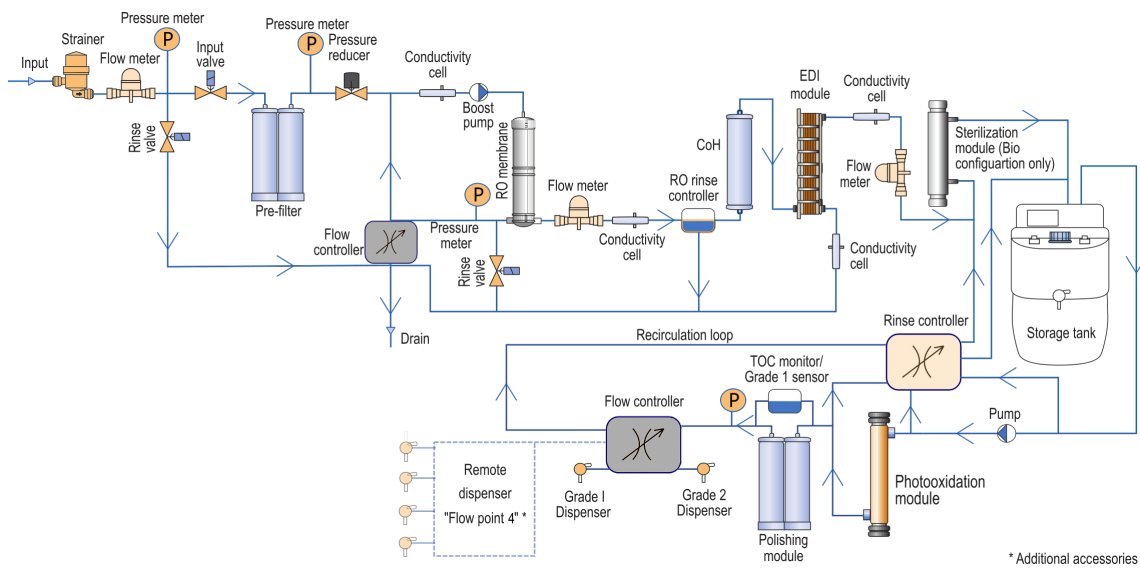 Pressure meter
Pressure meter
Strainer
Input
Flow meter
Input
valve
Pressure
reducer
P
P
Rinse
valve
Pre-filter
Conductivity
cell
Boost
pump
RO membrane
EDI
module
Conductivity
cell
CoH
Flow
meter
Sterilization
module (Bio
configuartion only)
Flow meter
RO rinse
controller
P
Pressure
meter
Flow
controller
Rinse
valve
Conductivity
cell
Conductivity
cell
Drain
Storage tank
Recirculation loop
Rinse controller
TOC monitor/
Grade 1 sensor
P
Flow controller
Pump
Remote
dispenser
"Flow point 4" *
Grade I
Dispenser
Grade 2
Dispenser
Polishing
module
Photooxidation
module
* Additional accessories